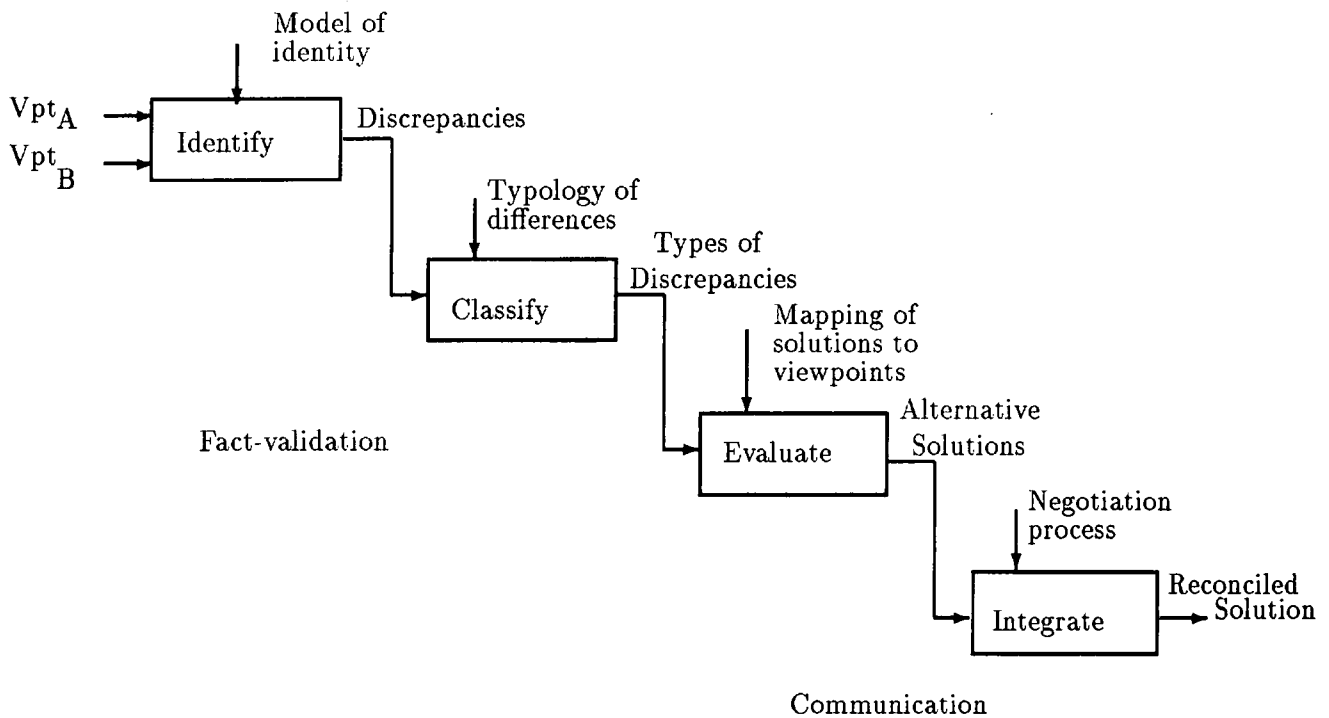 Model of
identity
Vpt_A
Vpt_B
Identify
Discrepancies
Typology of
differences
Classify
Types of
Discrepancies
Mapping of
solutions to
viewpoints
Fact-validation
Evaluate
Alternative
Solutions
Negotiation
process
Integrate
Reconciled
Solution
Communication